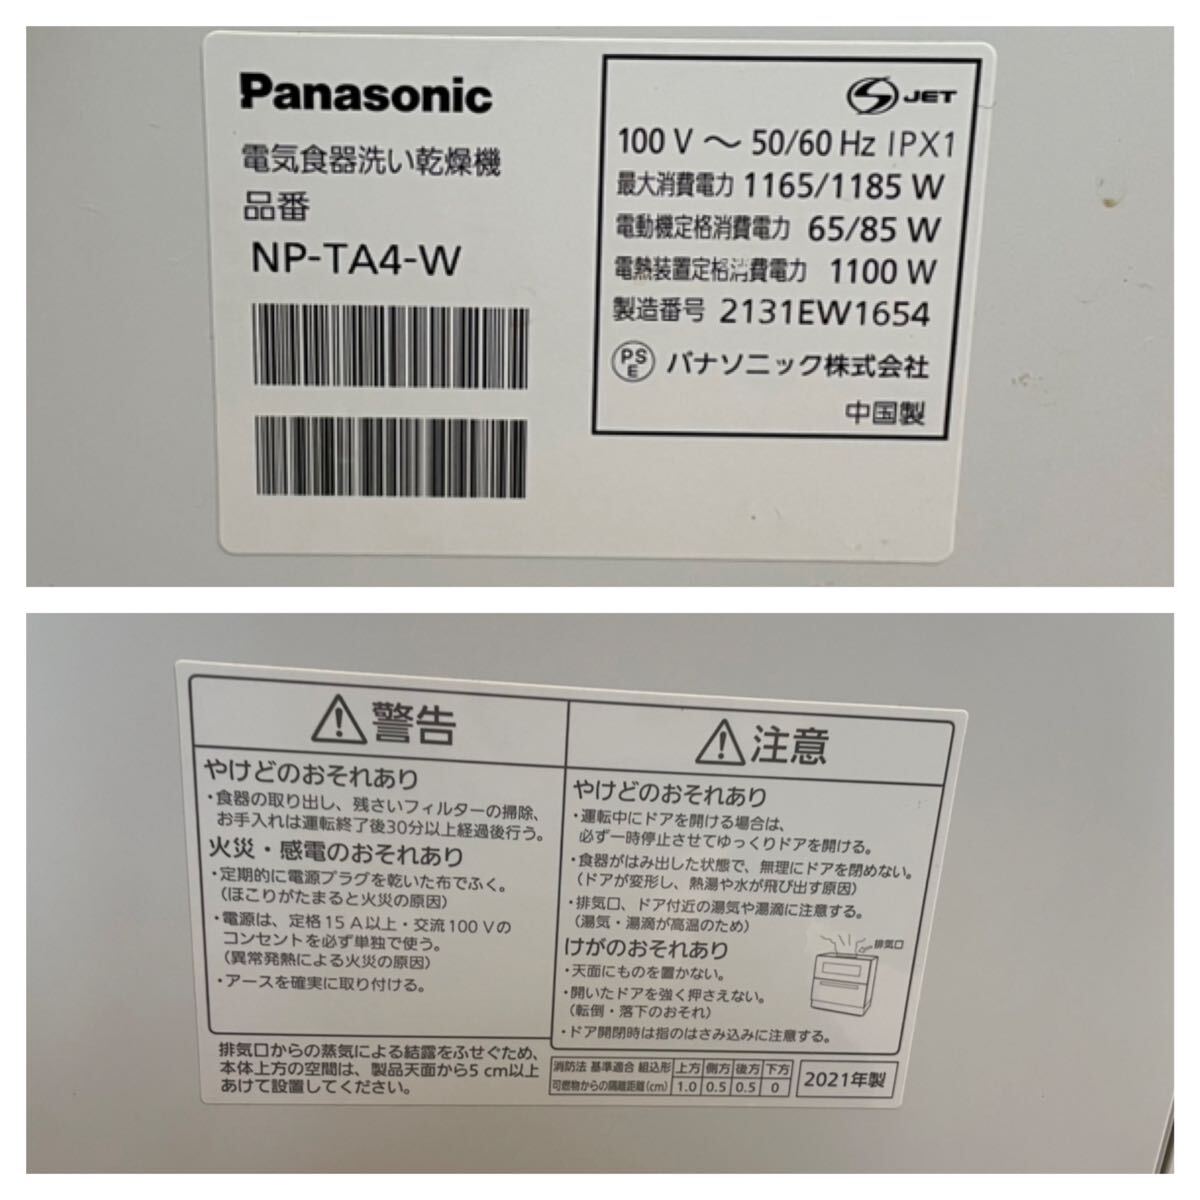 Panasonic
電気食器洗い乾燥機
品番
NP-TA4-W
S JET
100 V ～ 50/60 Hz IPX1
最大消費電力 1165/1185 W
電動機定格消費電力 65/85 W
電熱装置定格消費電力 1100 W
製造番号 2131EW1654
PSE パナソニック株式会社
中国製
警告
やけどのおそれあり
・食器の取り出し、残さいフィルターの掃除、
お手入れは運転終了後30分以上経過後行う。
火災・感電のおそれあり
・定期的に電源プラグを乾いた布でふく。
(ほこりがたまると火災の原因)
・電源は、定格15 A以上・交流100 Vの
コンセントを必ず単独で使う。
(異常発熱による火災の原因)
・アースを確実に取り付ける。
注意
やけどのおそれあり
・運転中にドアを開ける場合は、
必ず一時停止させてゆっくりドアを開ける。
・食器がはみ出した状態で、無理にドアを閉めない。
(ドアが変形し、熱湯や水が飛び出す原因)
・排気口、ドア付近の湯気や湯滴に注意する。
(湯気・湯滴が高温のため)
けがのおそれあり
・天面にものを置かない。
・開いたドアを強く押さえない。
(転倒・落下のおそれ)
・ドア開閉時は指のはさみ込みに注意する。
排気口
排気口からの蒸気による結露をふせぐため、
本体上方の空間は、製品天面から5 cm以上
あけて設置してください。
消防法 基準適合 組込形 上方 側方 後方 下方
可燃物からの隔離距離(cm) 1.0 0.5 0.5 0
2021年製